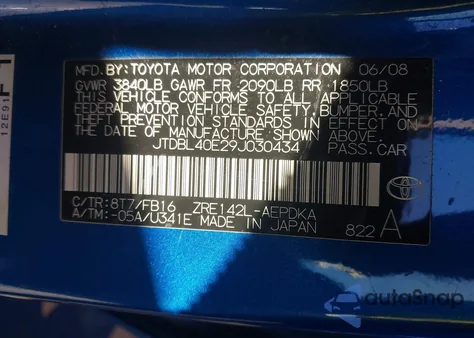 12E91
MFD. BY: TOYOTA MOTOR CORPORATION 06/08
GVWR 3840LB GAWR FR 2090LB RR 1850LB
THIS VEHICLE CONFORMS TO ALL APPLICABLE
FEDERAL MOTOR VEHICLE SAFETY, BUMPER, AND
THEFT PREVENTION STANDARDS IN EFFECT ON
THE DATE OF MANUFACTURE SHOWN ABOVE.
JTDBL40E29J030434 PASS.CAR
C/TR: 8T7/FB16 ZRE142L-AEPDKA
A/TM: -05A/U341E MADE IN JAPAN 822 A
autoSnap